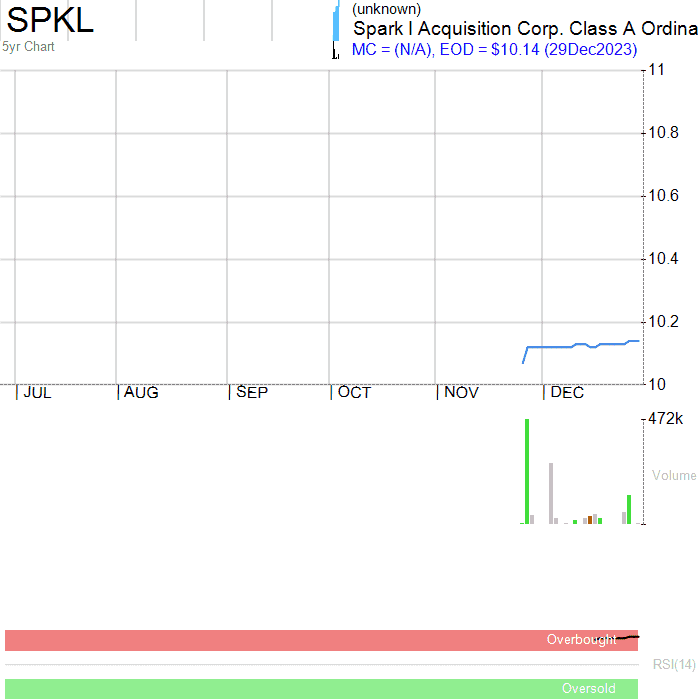 SPKL
(unknown)
Spark I Acquisition Corp. Class A Ordina
5yr Chart
MC = (N/A), EOD = $10.14 (29Dec2023)
11
10.8
10.6
10.4
10.2
10
JUL AUG SEP OCT NOV DEC
472k
Volume
Overbought
RSI(14)
Oversold